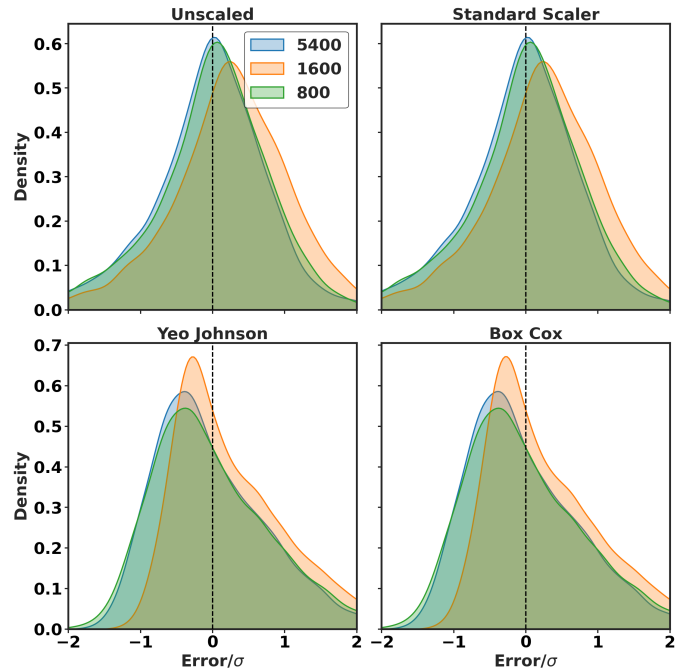 Unscaled
Standard Scaler
5400
1600
800
Density
0.6
0.5
0.4
0.3
0.2
0.1
0.0
Yeo Johnson
Box Cox
Density
0.7
0.6
0.5
0.4
0.3
0.2
0.1
0.0
−2 −1 0 1 2
−2 −1 0 1 2
Error/σ
Error/σ